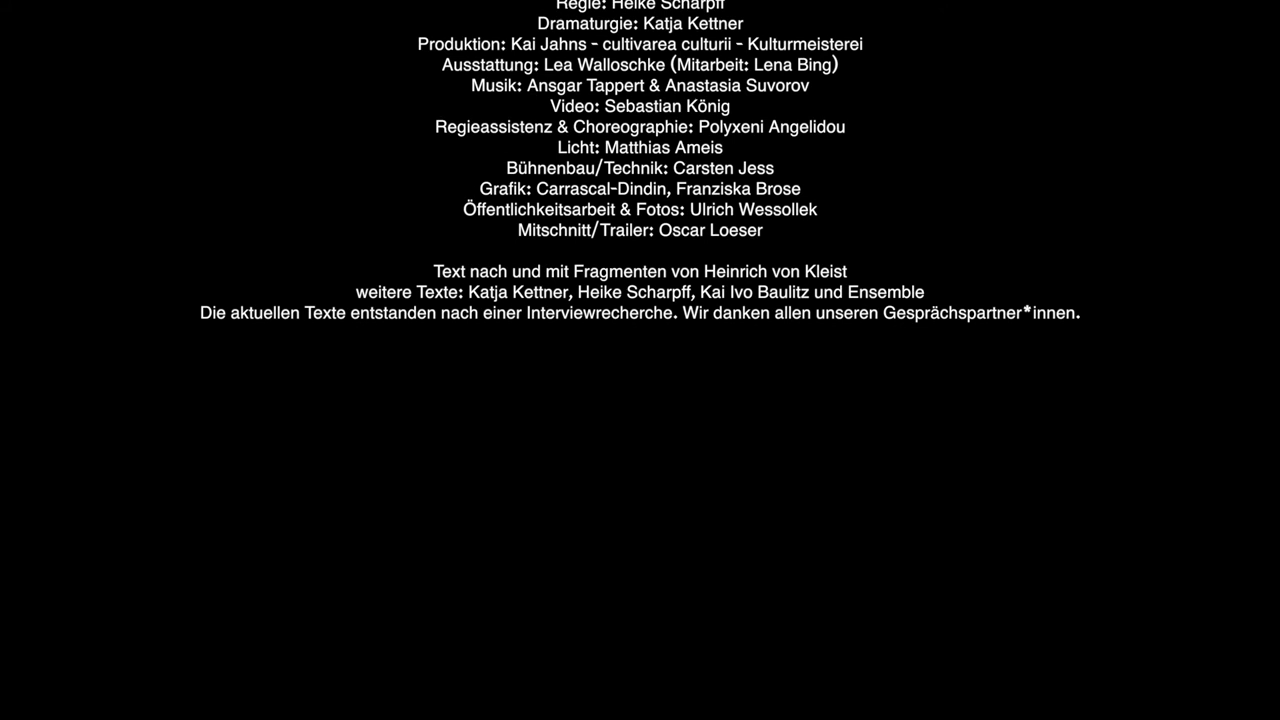 Regie: Heike Scharpff
Dramaturgie: Katja Kettner
Produktion: Kai Jahns - cultivarea culturii - Kulturmeisterei
Ausstattung: Lea Walloschke (Mitarbeit: Lena Bing)
Musik: Ansgar Tappert & Anastasia Suvorov
Video: Sebastian König
Regieassistenz & Choreographie: Polyxeni Angelidou
Licht: Matthias Ameis
Bühnenbau/Technik: Carsten Jess
Grafik: Carrascal-Dindin, Franziska Brose
Öffentlichkeitsarbeit & Fotos: Ulrich Wessollek
Mitschnitt/Trailer: Oscar Loeser
Text nach und mit Fragmenten von Heinrich von Kleist
weitere Texte: Katja Kettner, Heike Scharpff, Kai Ivo Baulitz und Ensemble
Die aktuellen Texte entstanden nach einer Interviewrecherche. Wir danken allen unseren Gesprächspartner*innen.